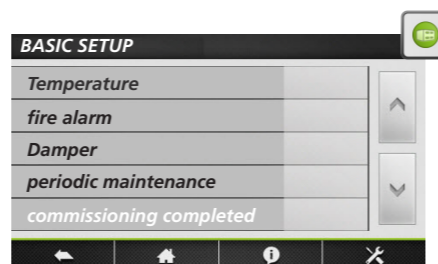 BASIC SETUP
Temperature
fire alarm
Damper
periodic maintenance
commissioning completed